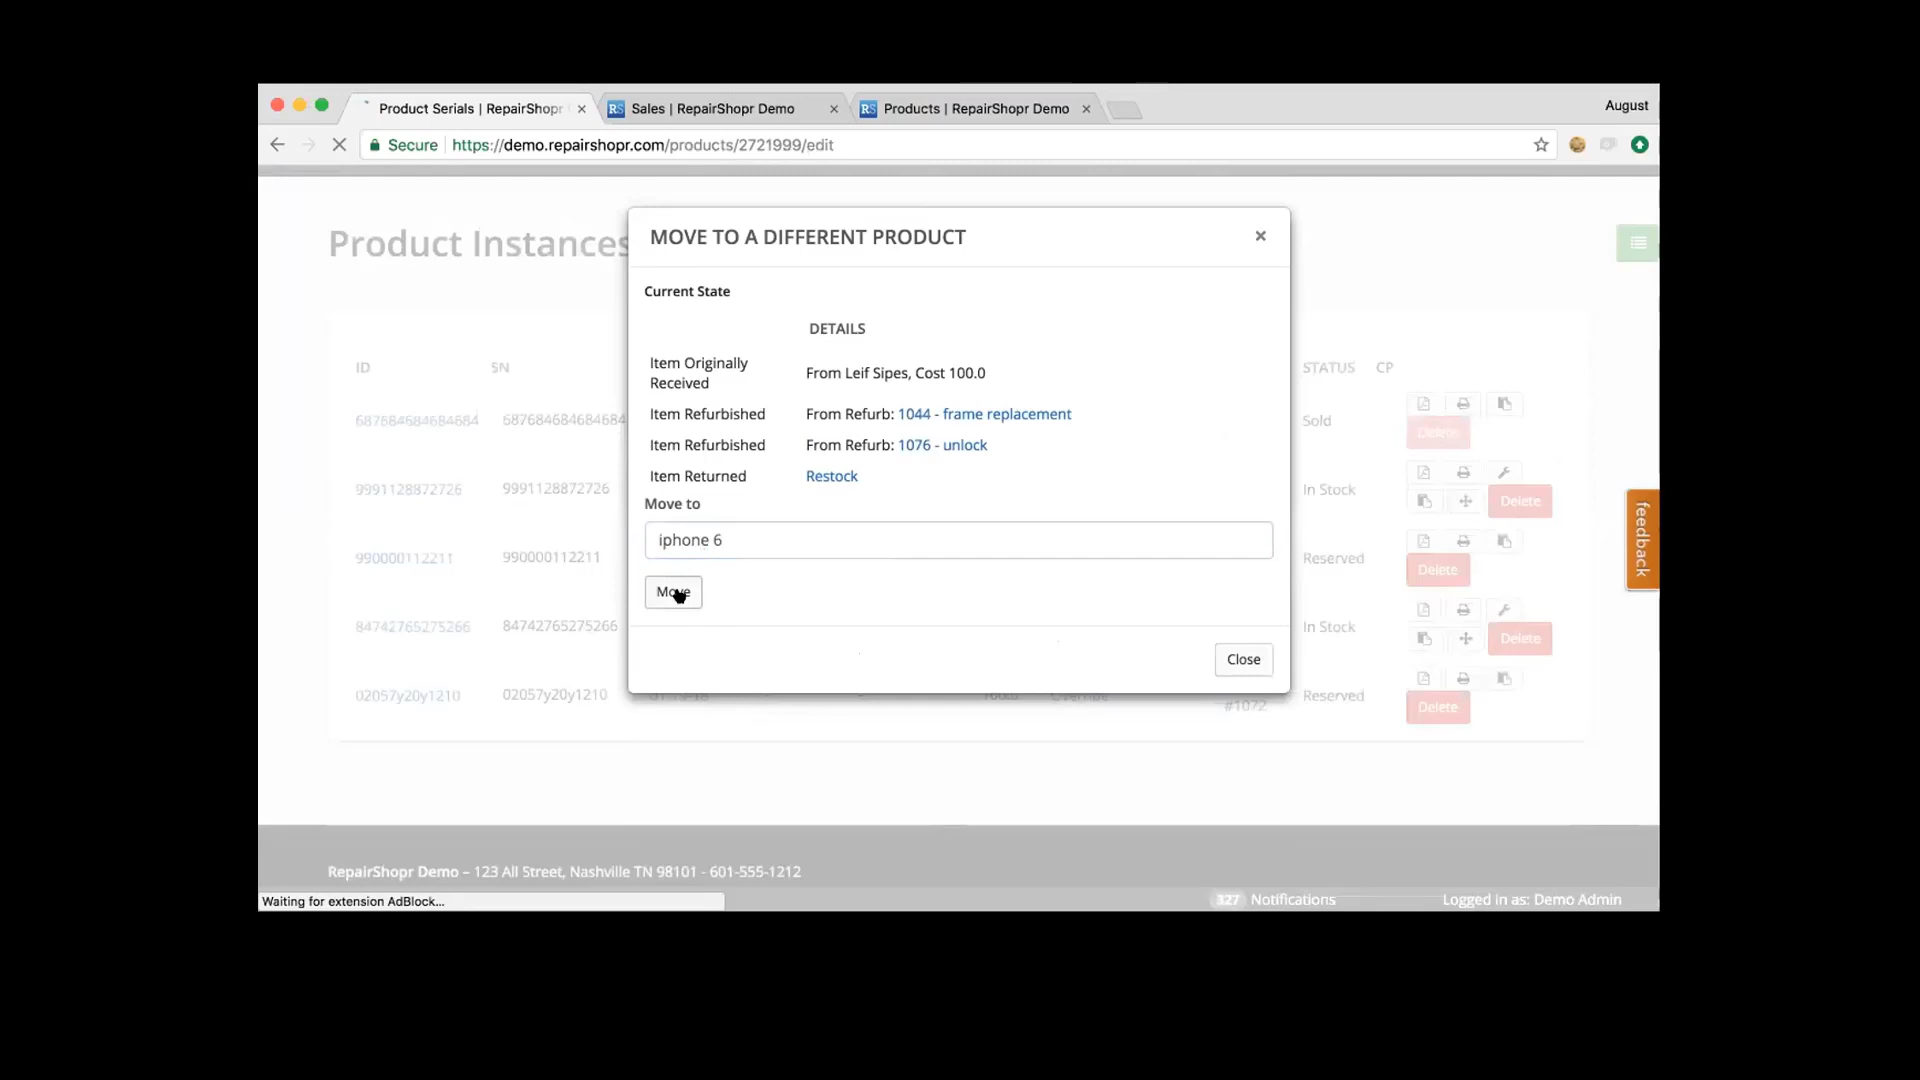 Product Serials | RepairShopr
Sales | RepairShopr Demo
Products | RepairShopr Demo
August
Secure
https://demo.repairshopr.com/products/2721999/edit
Product Instances
MOVE TO A DIFFERENT PRODUCT
×
Current State
DETAILS
Item Originally Received
From Leif Sipes, Cost 100.0
Item Refurbished
From Refurb: 1044 - frame replacement
Item Refurbished
From Refurb: 1076 - unlock
Item Returned
Restock
Move to
iphone 6
Move
Close
ID SN STATUS CP
687684684684684 687684684684684 Sold Delete
9991128872726 9991128872726 In Stock Delete
990000112211 990000112211 Reserved Delete
84742765275266 84742765275266 In Stock Delete
02057y20y1210 02057y20y1210 #1072 Reserved Delete
feedback
RepairShopr Demo – 123 All Street, Nashville TN 98101 - 601-555-1212
Waiting for extension AdBlock...
327 Notifications
Logged in as: Demo Admin